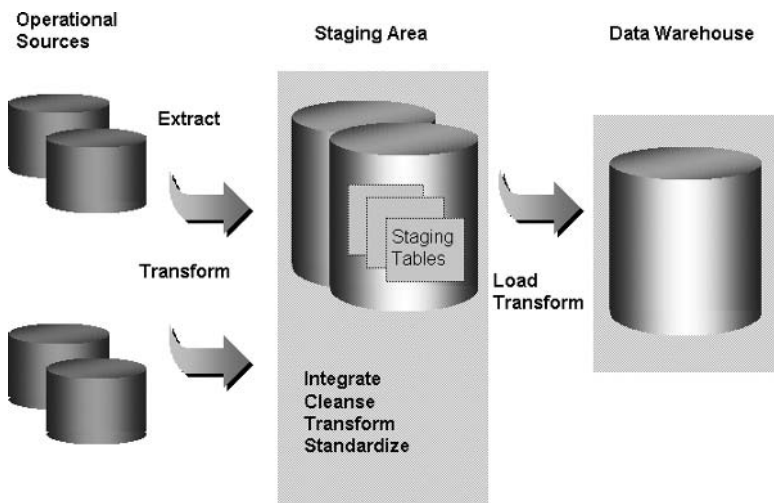 Operational
Sources
Staging Area
Data Warehouse
Extract
Transform
Staging
Tables
Load
Transform
Integrate
Cleanse
Transform
Standardize